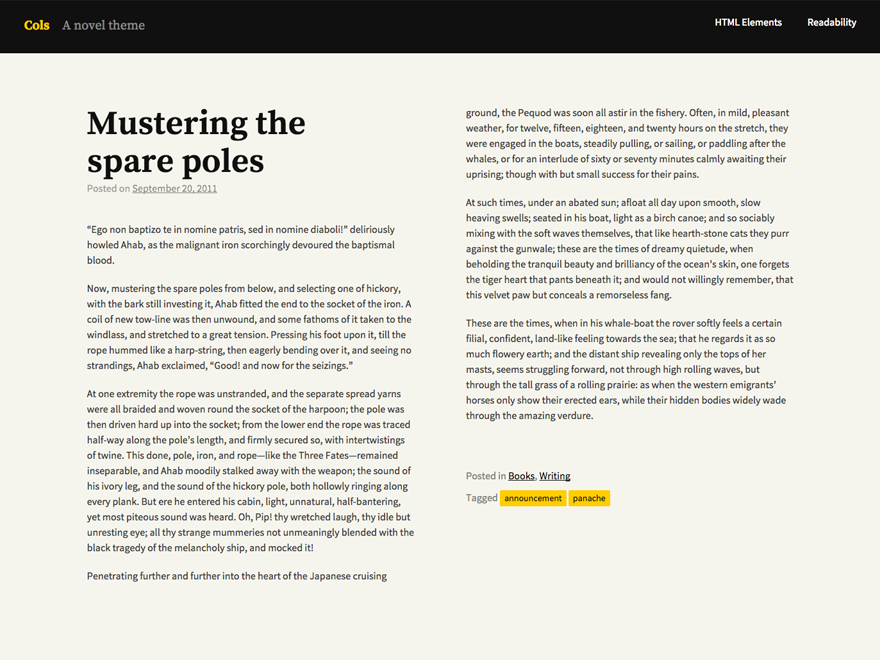 Cols A novel theme
HTML Elements Readability
Mustering the
spare poles
Posted on September 20, 2011
“Ego non baptizo te in nomine patris, sed in nomine diaboli!” deliriously
howled Ahab, as the malignant iron scorchingly devoured the baptismal
blood.
Now, mustering the spare poles from below, and selecting one of hickory,
with the bark still investing it, Ahab fitted the end to the socket of the iron. A
coil of new tow-line was then unwound, and some fathoms of it taken to the
windlass, and stretched to a great tension. Pressing his foot upon it, till the
rope hummed like a harp-string, then eagerly bending over it, and seeing no
strandings, Ahab exclaimed, “Good! and now for the seizings.”
At one extremity the rope was unstranded, and the separate spread yarns
were all braided and woven round the socket of the harpoon; the pole was
then driven hard up into the socket; from the lower end the rope was traced
half-way along the pole’s length, and firmly secured so, with intertwistings
of twine. This done, pole, iron, and rope—like the Three Fates—remained
inseparable, and Ahab moodily stalked away with the weapon; the sound of
his ivory leg, and the sound of the hickory pole, both hollowly ringing along
every plank. But ere he entered his cabin, light, unnatural, half-bantering,
yet most piteous sound was heard. Oh, Pip! thy wretched laugh, thy idle but
unresting eye; all thy strange mummeries not unmeaningly blended with the
black tragedy of the melancholy ship, and mocked it!
Penetrating further and further into the heart of the Japanese cruising
ground, the Pequod was soon all astir in the fishery. Often, in mild, pleasant
weather, for twelve, fifteen, eighteen, and twenty hours on the stretch, they
were engaged in the boats, steadily pulling, or sailing, or paddling after the
whales, or for an interlude of sixty or seventy minutes calmly awaiting their
uprising; though with but small success for their pains.
At such times, under an abated sun; afloat all day upon smooth, slow
heaving swells; seated in his boat, light as a birch canoe; and so sociably
mixing with the soft waves themselves, that like hearth-stone cats they purr
against the gunwale; these are the times of dreamy quietude, when
beholding the tranquil beauty and brilliancy of the ocean’s skin, one forgets
the tiger heart that pants beneath it; and would not willingly remember, that
this velvet paw but conceals a remorseless fang.
These are the times, when in his whale-boat the rover softly feels a certain
filial, confident, land-like feeling towards the sea; that he regards it as so
much flowery earth; and the distant ship revealing only the tops of her
masts, seems struggling forward, not through high rolling waves, but
through the tall grass of a rolling prairie: as when the western emigrants’
horses only show their erected ears, while their hidden bodies widely wade
through the amazing verdure.
Posted in Books, Writing
Tagged announcement panache